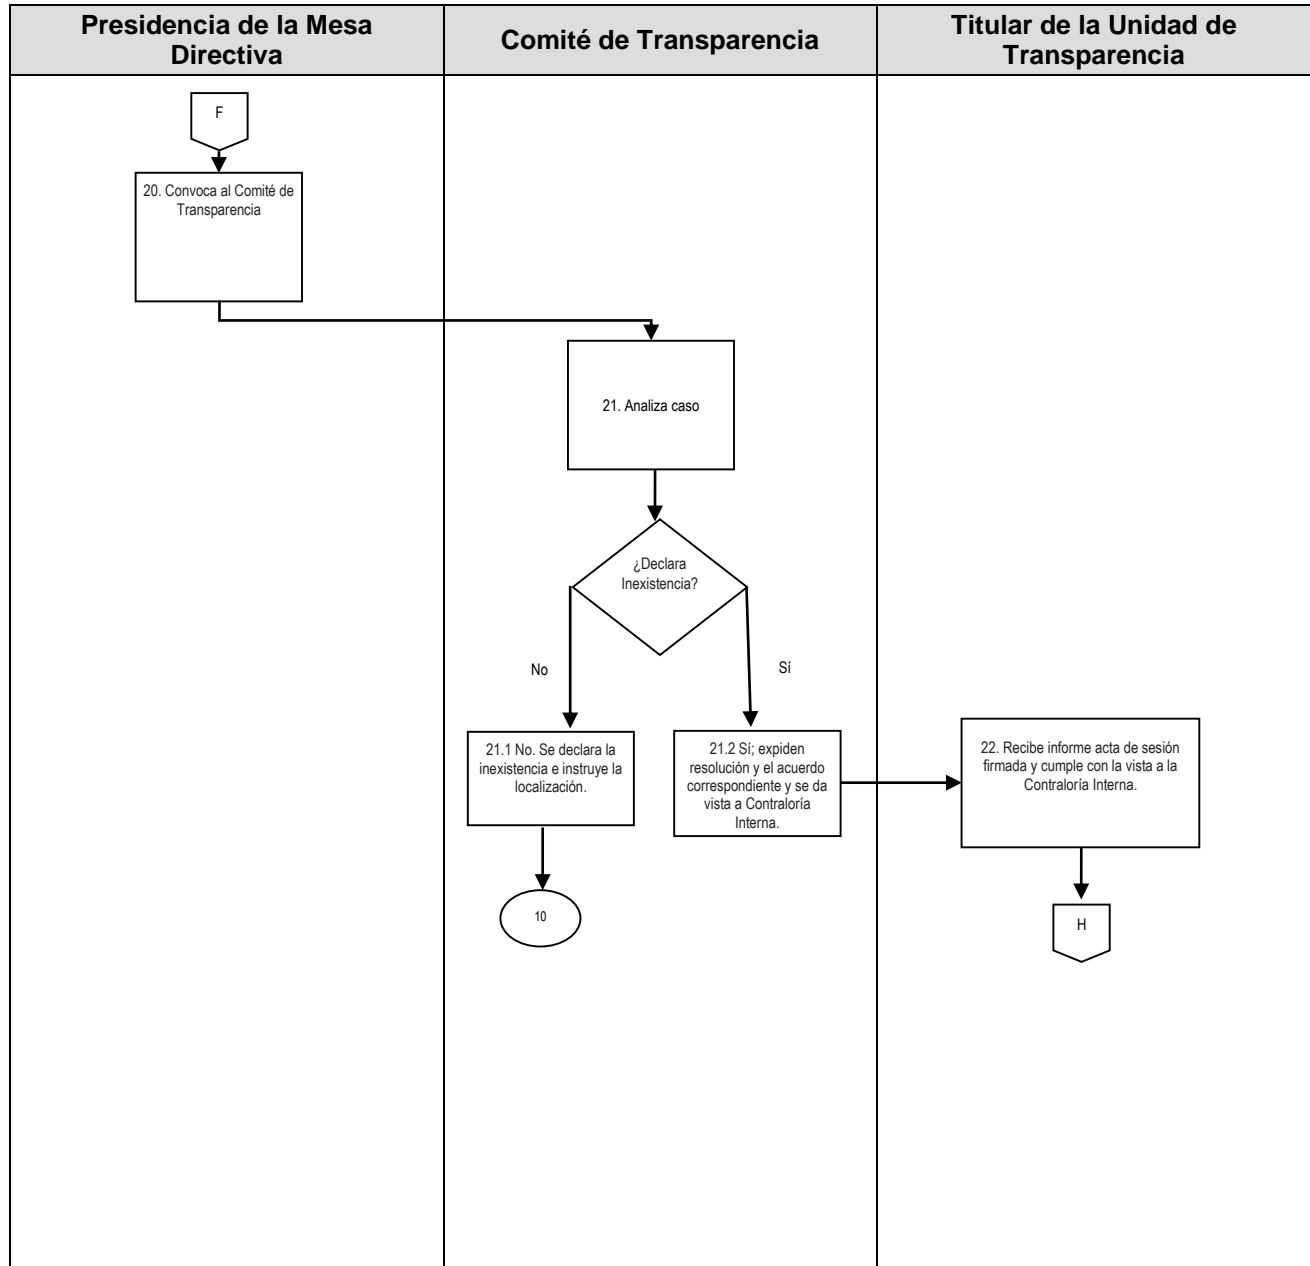 Presidencia de la Mesa
Directiva
Comité de Transparencia
Titular de la Unidad de
Transparencia
F
20. Convoca al Comité de
Transparencia
21. Analiza caso
¿Declara
Inexistencia?
No
Sí
21.1 No. Se declara la
inexistencia e instruye la
localización.
21.2 Sí; expiden
resolución y el acuerdo
correspondiente y se da
vista a Contraloría
Interna.
22. Recibe informe acta de sesión
firmada y cumple con la vista a la
Contraloría Interna.
10
H